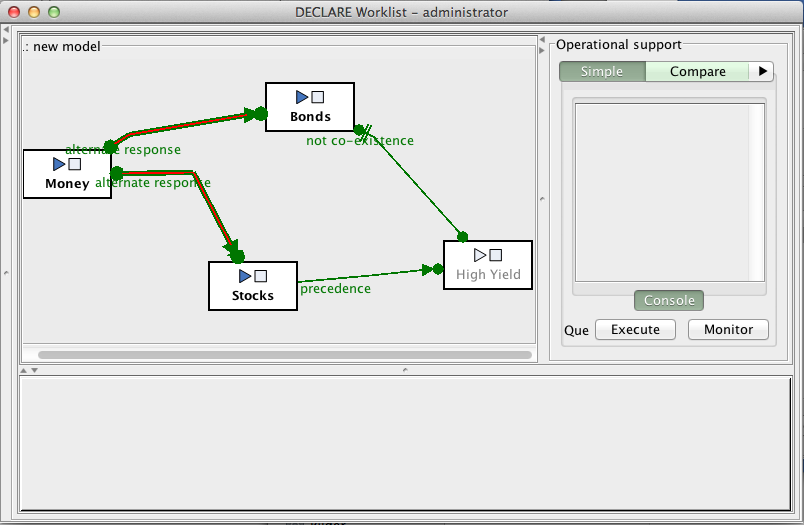 DECLARE Worklist – administrator
.: new model
Bonds
alternate response
not co-existence
Money
alternate response
Stocks
precedence
High Yield
Operational support
Simple
Compare
Console
Que
Execute
Monitor